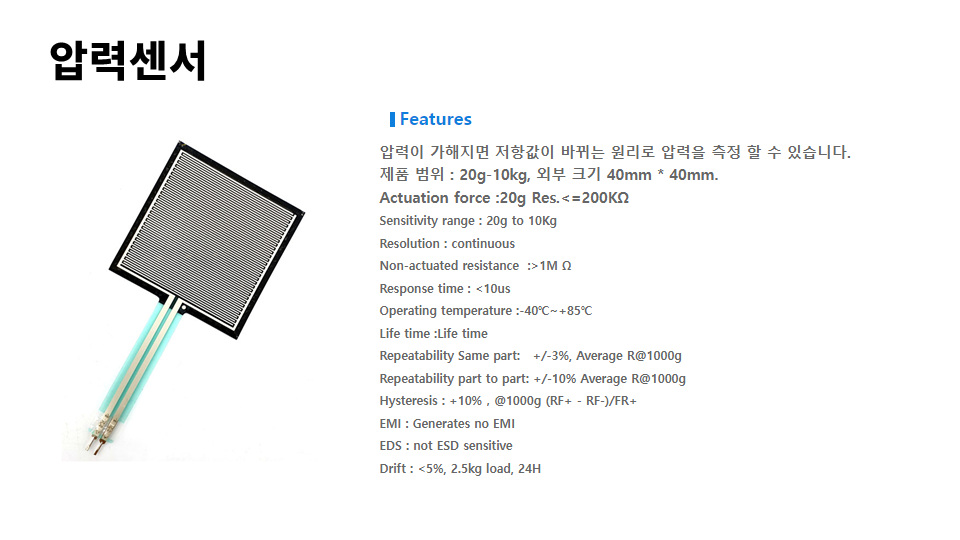 압력센서
Features
압력이 가해지면 저항값이 바뀌는 원리로 압력을 측정 할 수 있습니다.
제품 범위 : 20g-10kg, 외부 크기 40mm * 40mm.
Actuation force :20g Res.<=200KΩ
Sensitivity range : 20g to 10Kg
Resolution : continuous
Non-actuated resistance  :>1M Ω
Response time : <10us
Operating temperature :-40℃~+85℃
Life time :Life time
Repeatability Same part:   +/-3%, Average R@1000g
Repeatability part to part: +/-10% Average R@1000g
Hysteresis : +10% , @1000g (RF+ - RF-)/FR+
EMI : Generates no EMI
EDS : not ESD sensitive
Drift : <5%, 2.5kg load, 24H